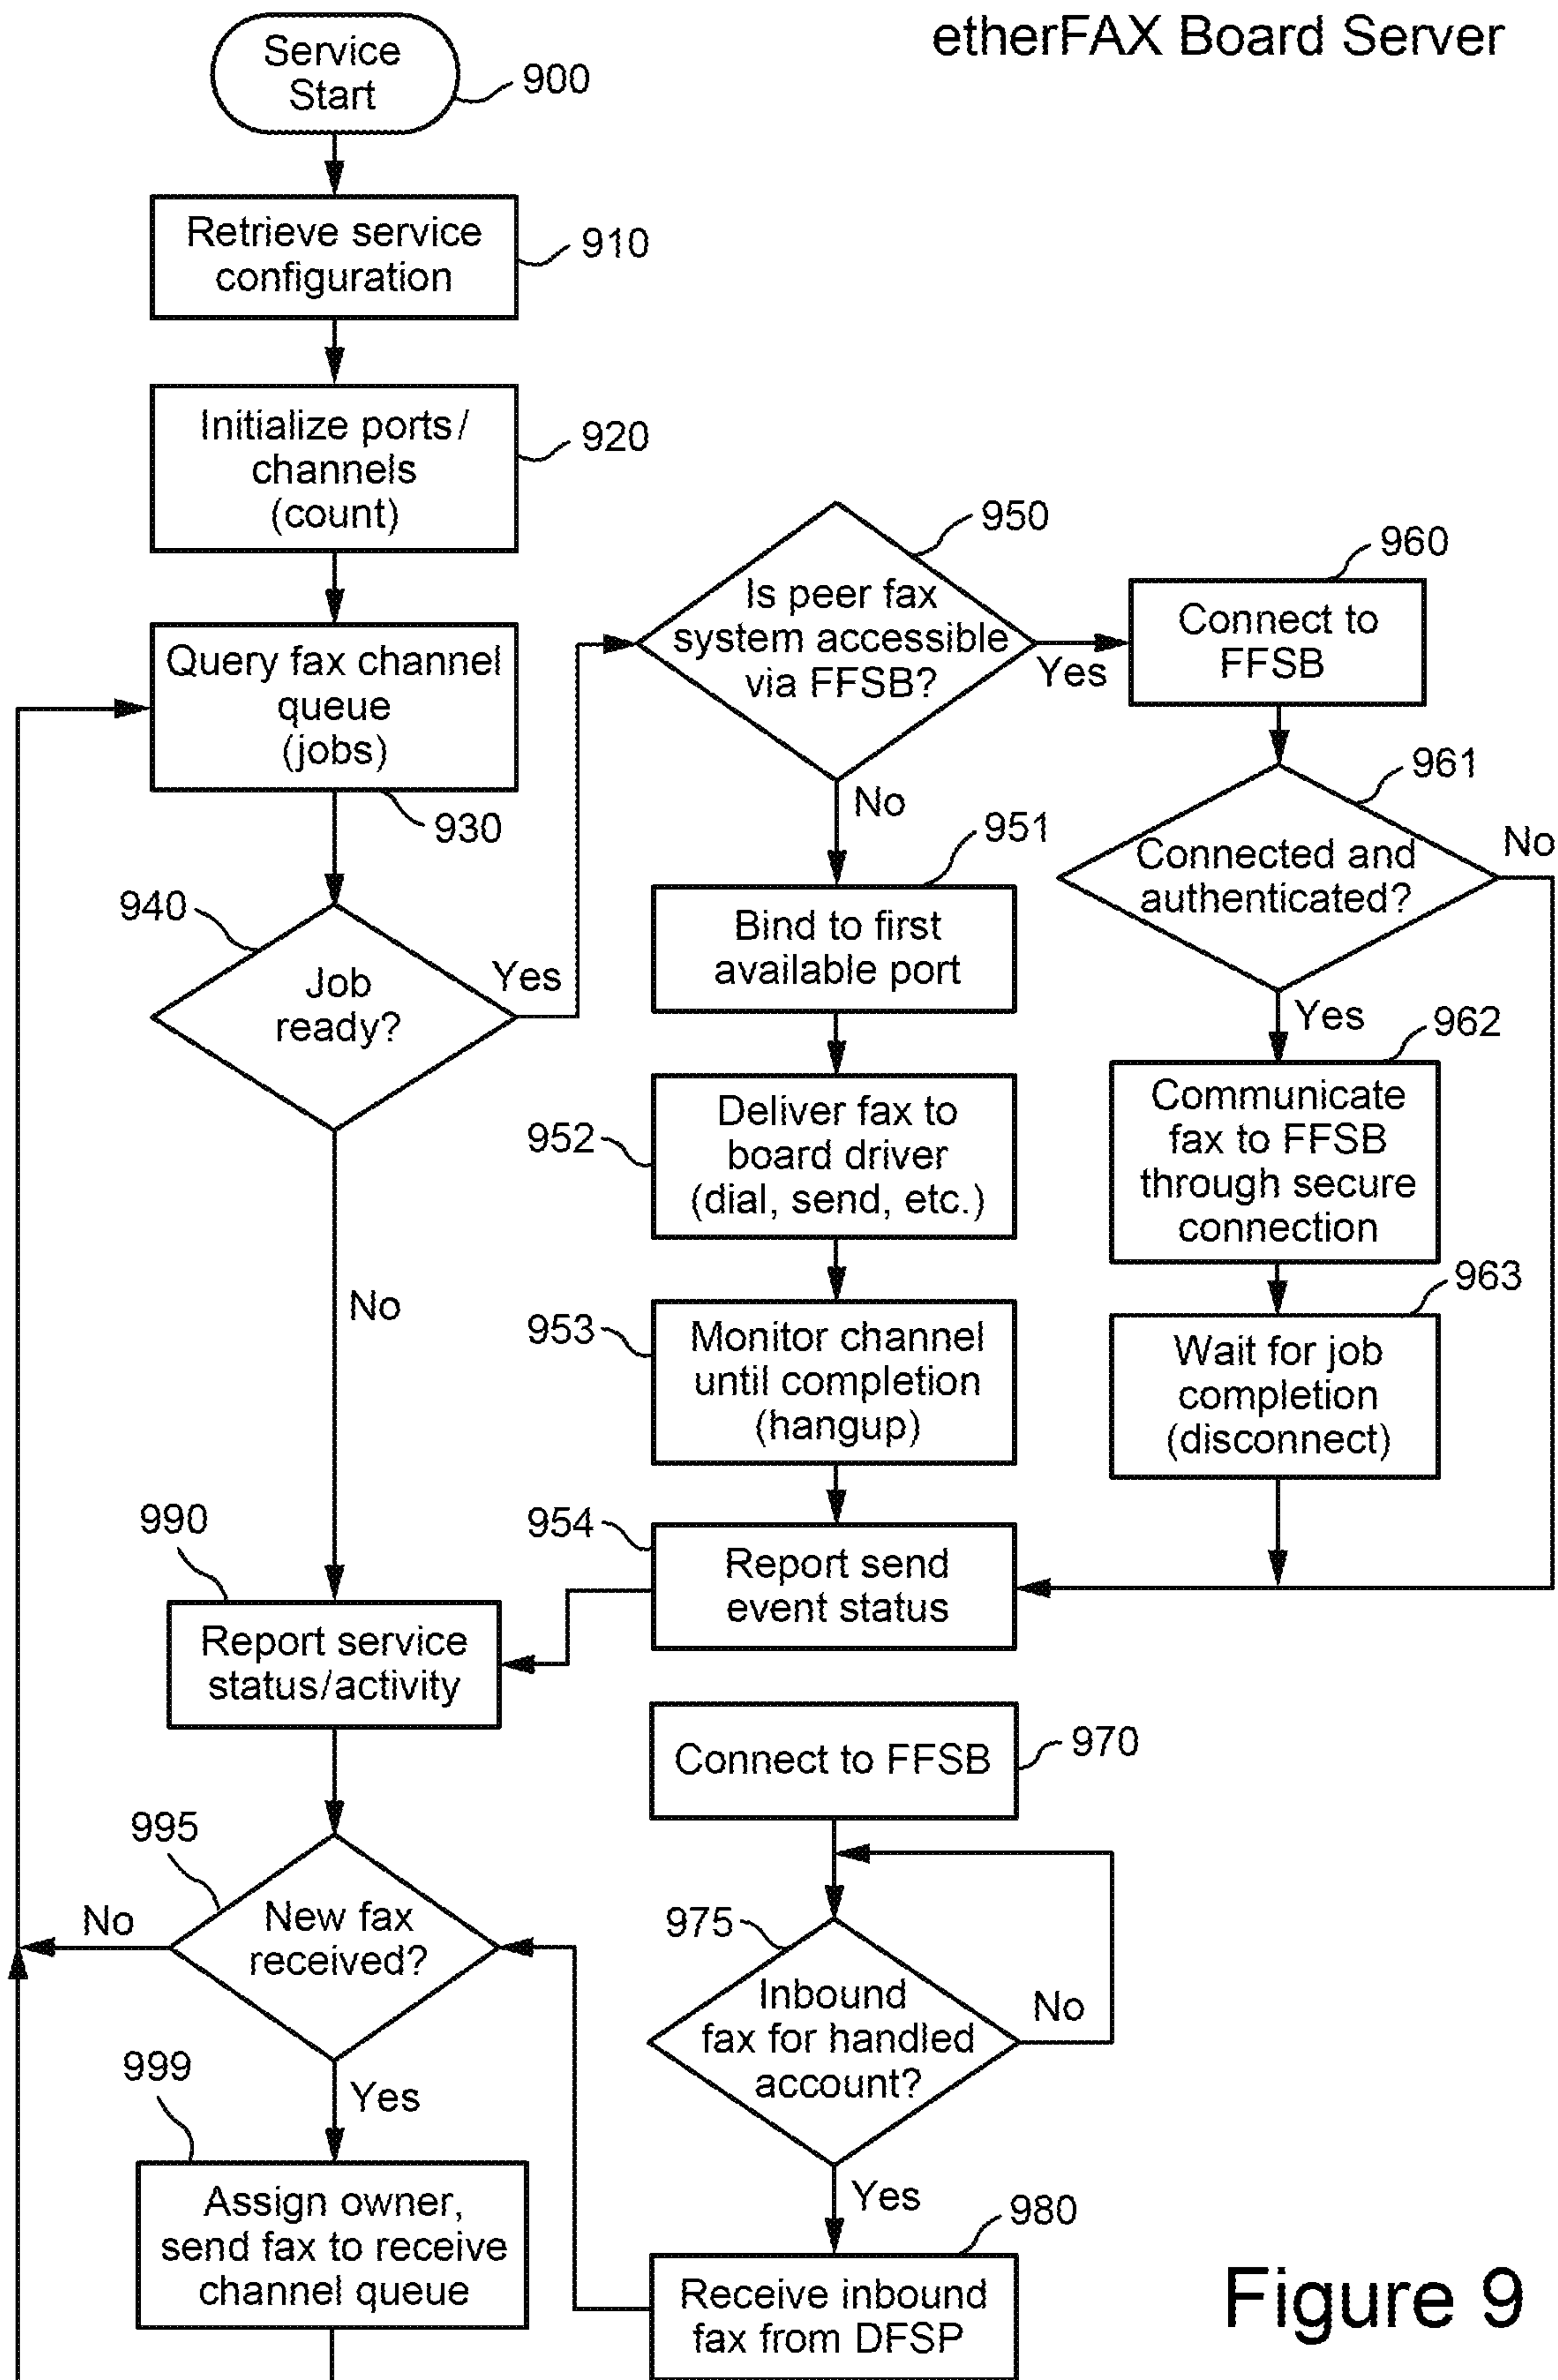 etherFAX Board Server
Service
Start
900
Retrieve service
configuration
910
Initialize ports/
channels
(count)
920
Query fax channel
queue
(jobs)
930
940
Job
ready?
Yes
No
950
Is peer fax
system accessible
via FFSB?
Yes
No
951
Bind to first
available port
952
Deliver fax to
board driver
(dial, send, etc.)
953
Monitor channel
until completion
(hangup)
954
Report send
event status
960
Connect to
FFSB
961
Connected and
authenticated?
No
Yes
962
Communicate
fax to FFSB
through secure
connection
963
Wait for job
completion
(disconnect)
990
Report service
status/activity
995
New fax
received?
No
Yes
999
Assign owner,
send fax to receive
channel queue
Connect to FFSB
970
975
Inbound
fax for handled
account?
No
Yes
980
Receive inbound
fax from DFSP
Figure 9